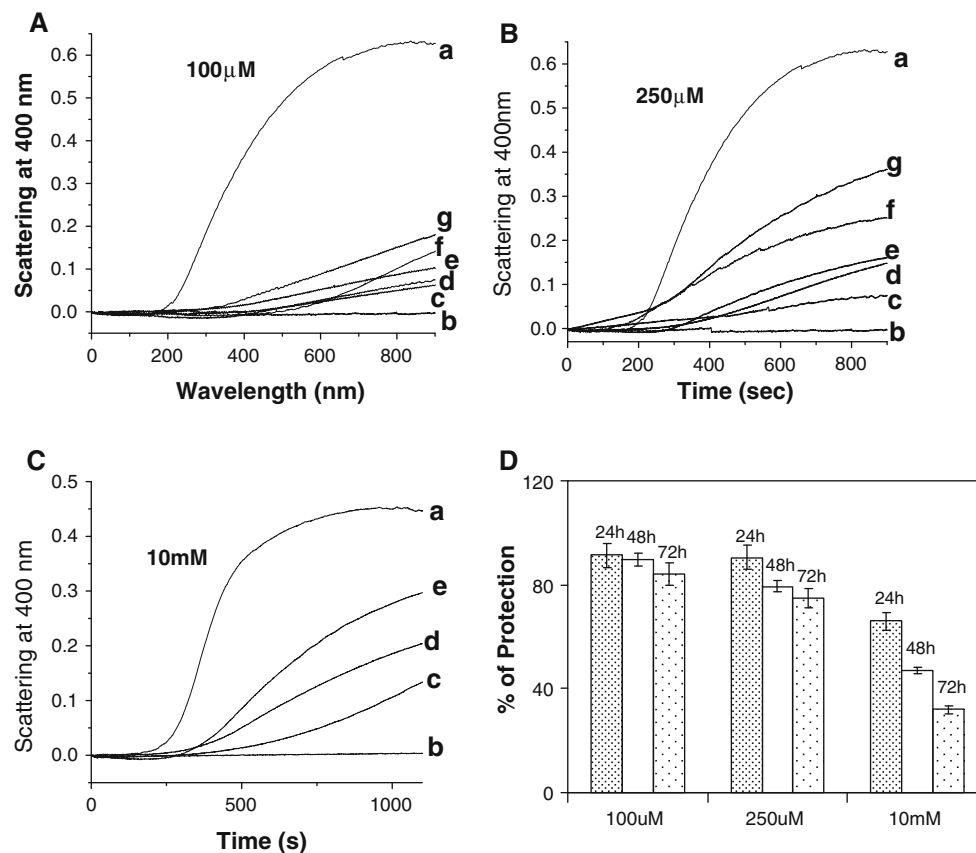 A
100μM
Scattering at 400 nm
0.6
0.5
0.4
0.3
0.2
0.1
0.0
0
200
400
600
800
Wavelength (nm)
a
g
f
e
d
c
b
B
250μM
Scattering at 400nm
0.6
0.5
0.4
0.3
0.2
0.1
0.0
0
200
400
600
800
Time (sec)
a
g
f
e
d
c
b
C
10mM
Scattering at 400 nm
0.5
0.4
0.3
0.2
0.1
0.0
0
500
1000
Time (s)
a
e
d
c
b
D
% of Protection
120
80
40
0
24h
48h
72h
24h
48h
72h
24h
48h
72h
100uM
250uM
10mM